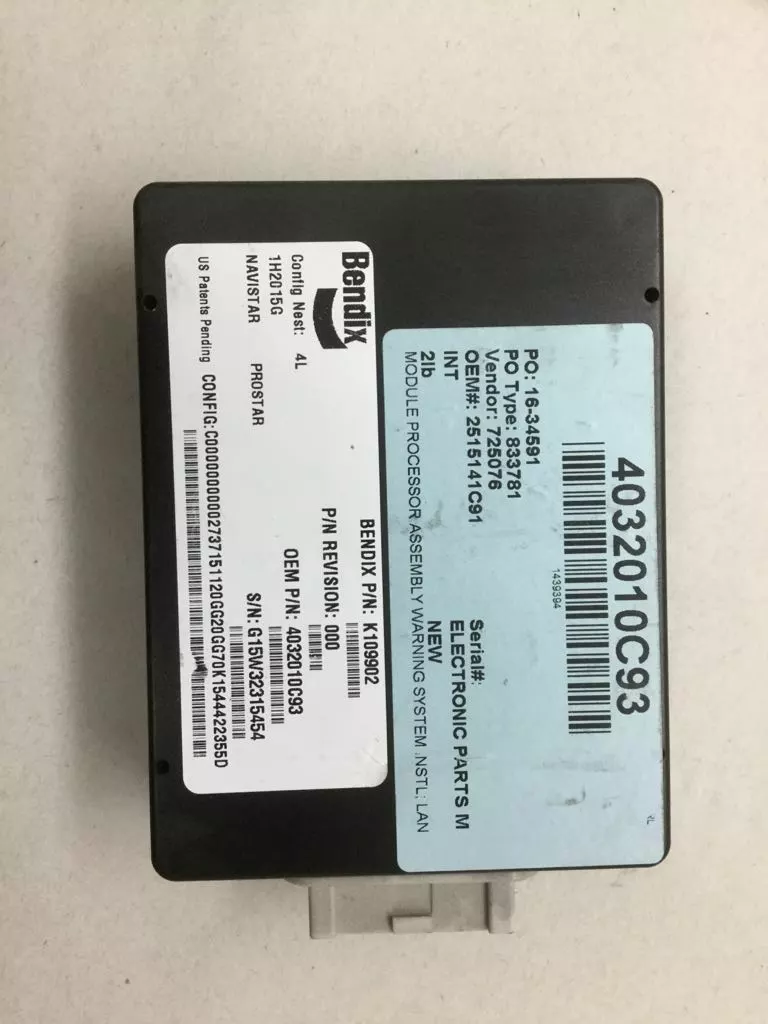 4032010C93
1439394
PO: 16-34591
PO Type: 833781
Vendor: 725076
OEM#: 2515141C91
INT
2lb
Serial#:
ELECTRONIC PARTS M
NEW
MODULE PROCESSOR ASSEMBLY WARNING SYSTEM .NSTL: LAN
Bendix
BENDIX P/N: K109902
P/N REVISION: 000
Config Nest: 4L
OEM P/N: 4032010C93
1H2015G
NAVISTAR PROSTAR
S/N: G15W32315454
US Patents Pending CONFIG: C00000000002737151120GG20GG70K1544422355D